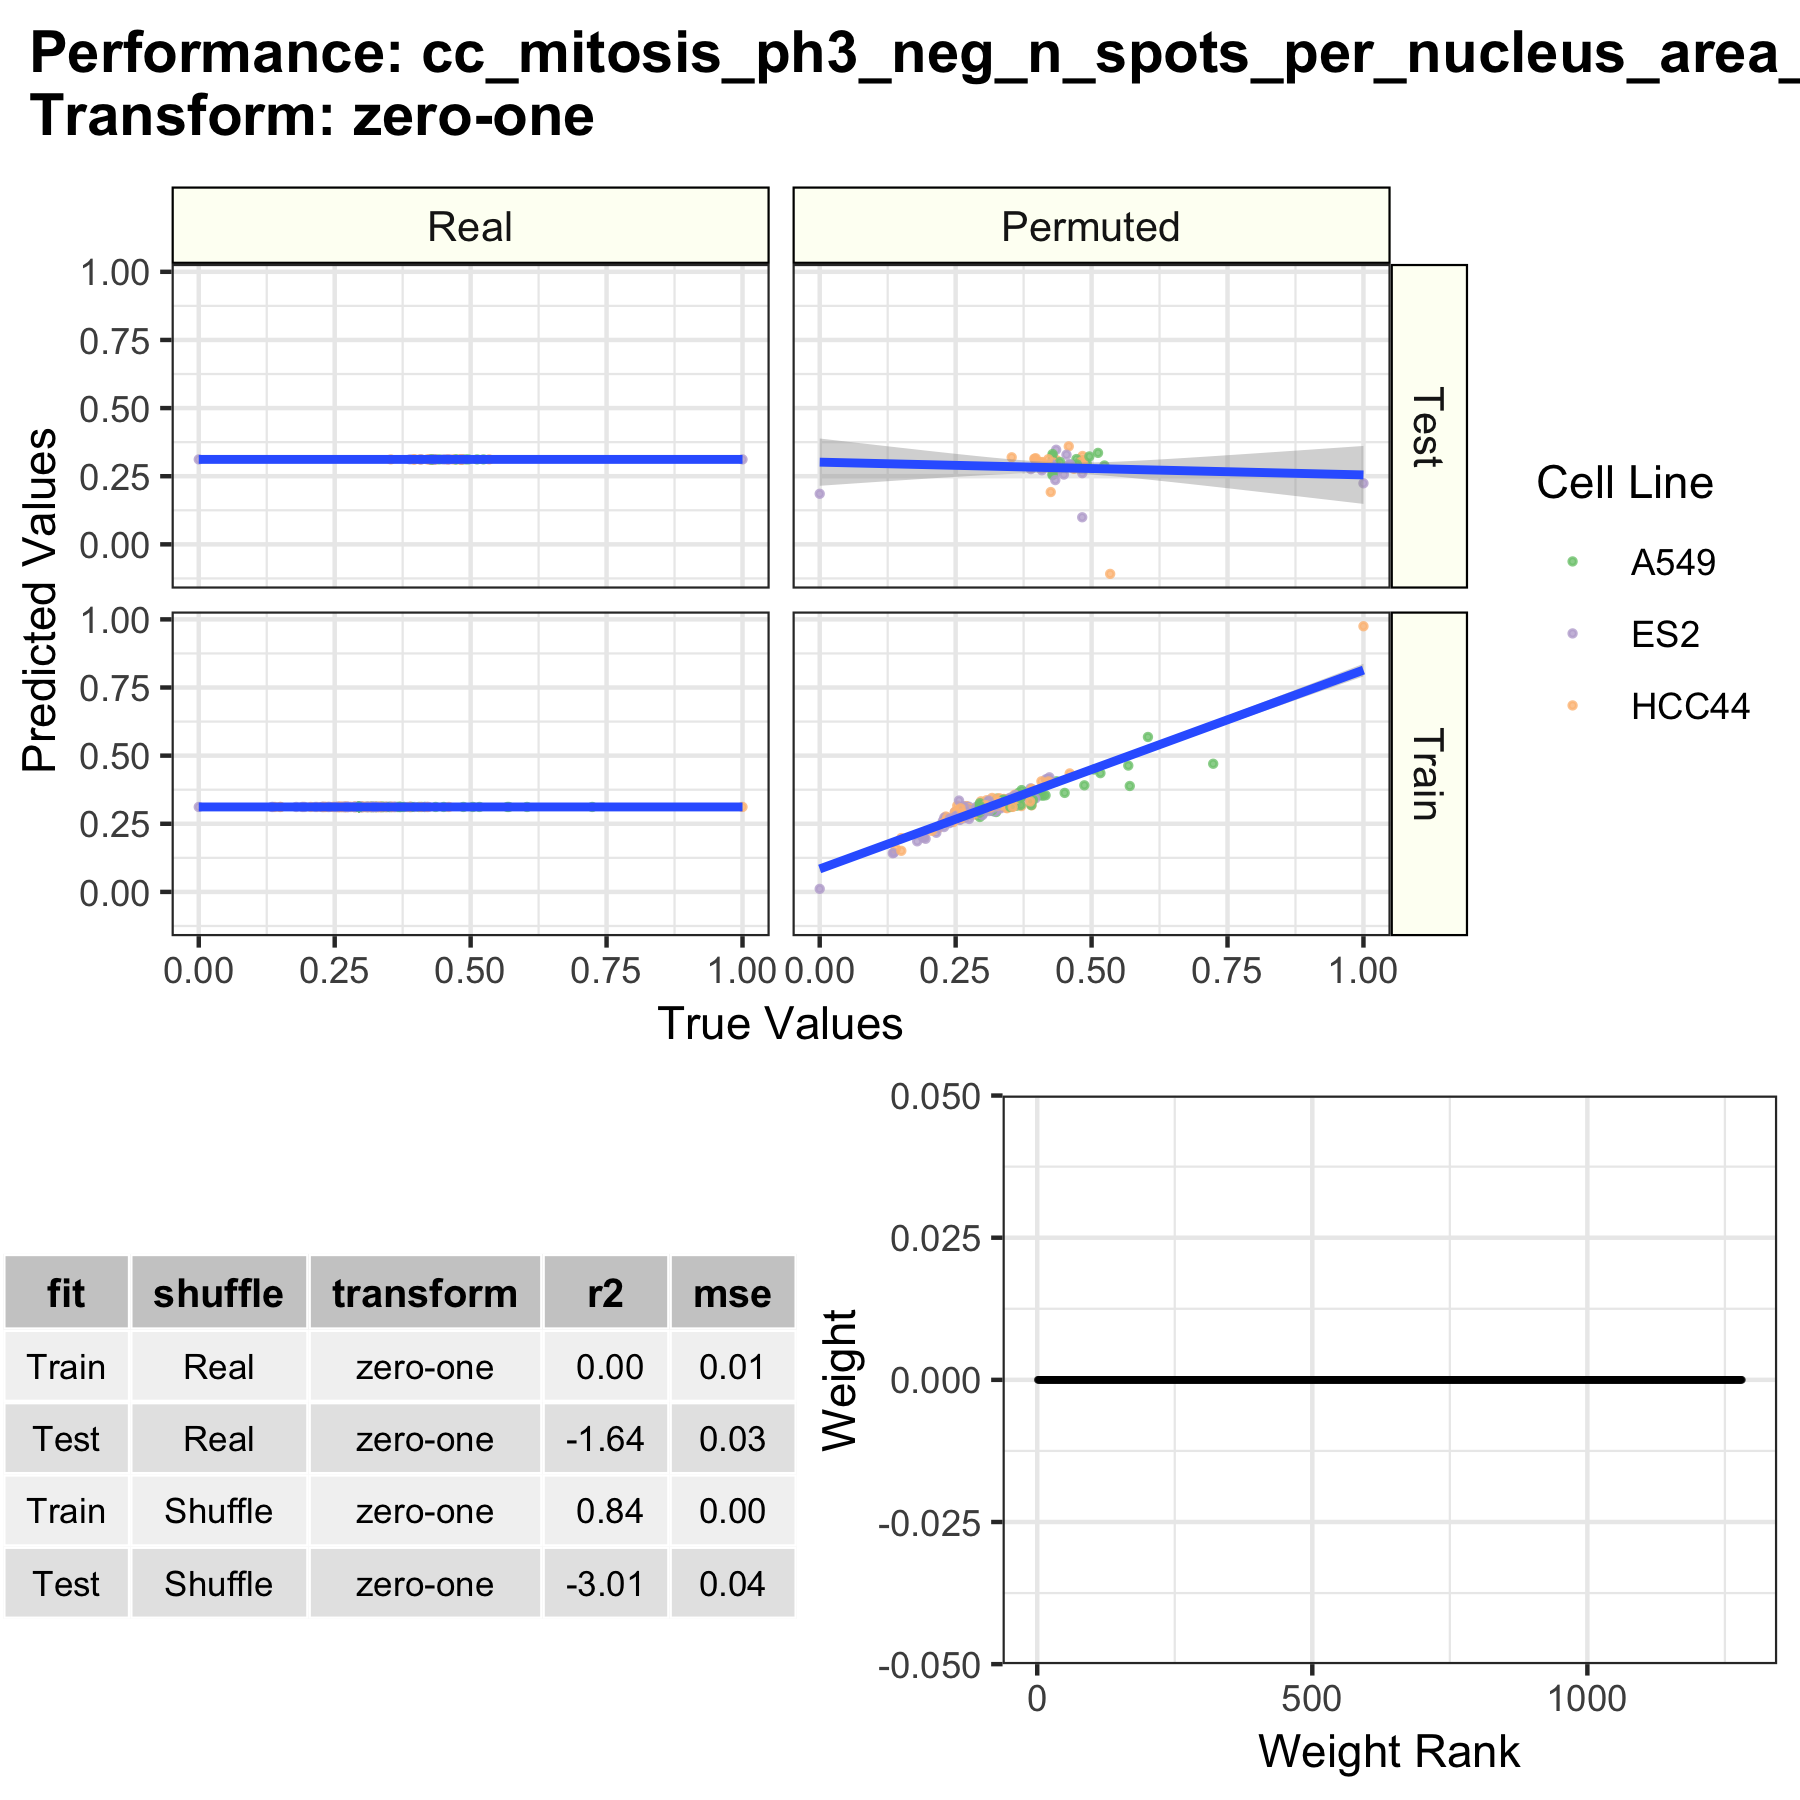 Performance: cc_mitosis_ph3_neg_n_spots_per_nucleus_area_
Transform: zero-one
Real Permuted
1.00
0.75
0.50
0.25
0.00
Test
1.00
0.75
0.50
0.25
0.00
Train
Predicted Values
0.00 0.25 0.50 0.75 1.00 0.00 0.25 0.50 0.75 1.00
True Values
Cell Line
A549
ES2
HCC44
fit shuffle transform r2 mse
Train Real zero-one 0.00 0.01
Test Real zero-one -1.64 0.03
Train Shuffle zero-one 0.84 0.00
Test Shuffle zero-one -3.01 0.04
0.050
0.025
0.000
-0.025
-0.050
Weight
0 500 1000
Weight Rank